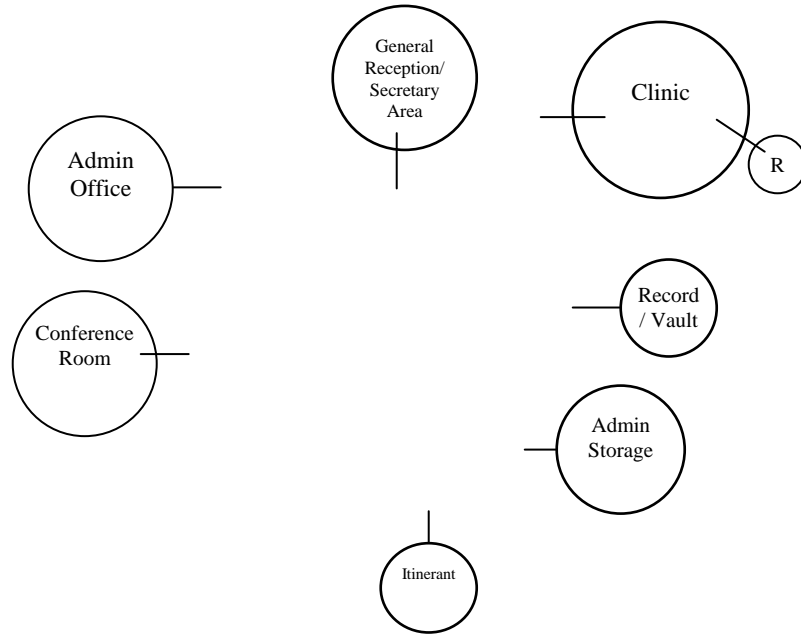 General
Reception/
Secretary
Area
Clinic
R
Admin
Office
Record
/ Vault
Conference
Room
Admin
Storage
Itinerant